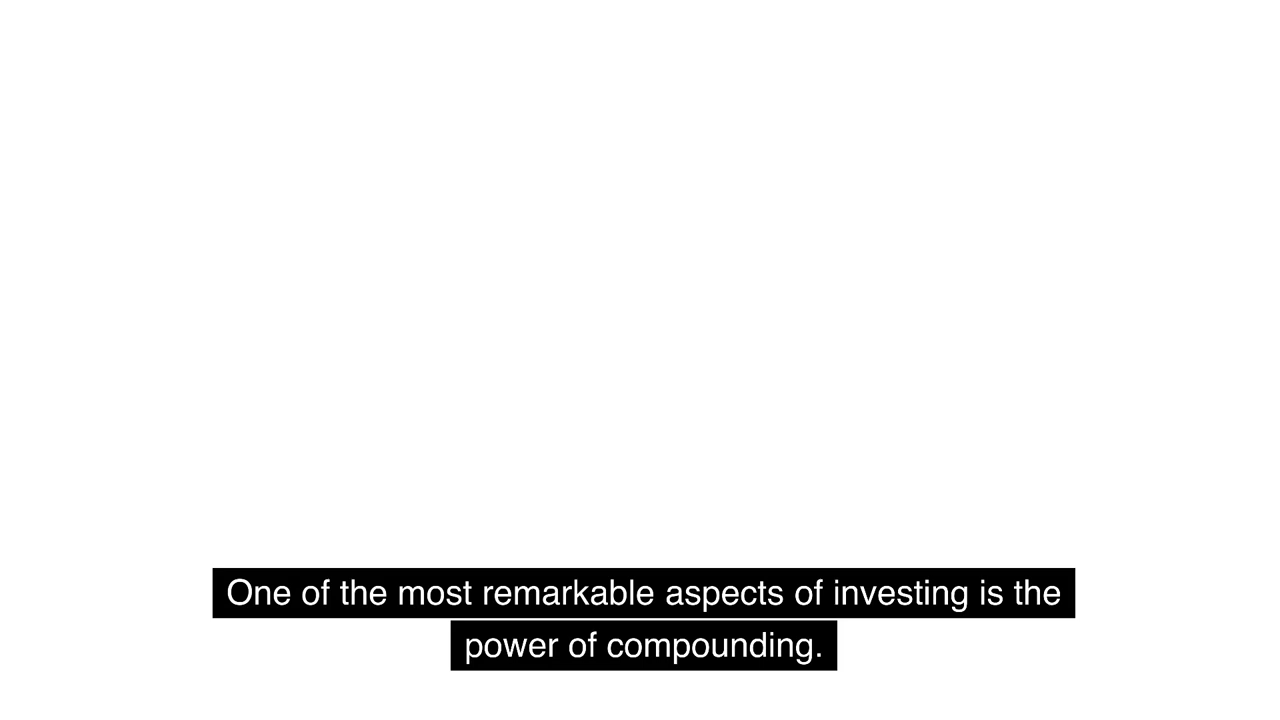 One of the most remarkable aspects of investing is the
power of compounding.